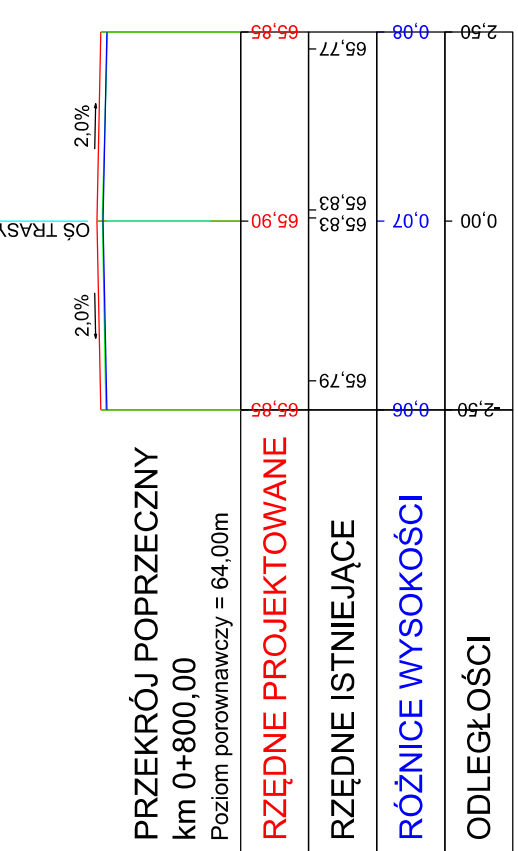 OŚ TRASY
2,0% 2,0%
PRZEKRÓJ POPRZECZNY
km 0+800,00
Poziom porownawczy = 64,00m
RZĘDNE PROJEKTOWANE 65,85 65,90 65,85
RZĘDNE ISTNIEJĄCE 65,79 65,83 65,83 65,77
RÓŻNICE WYSOKOŚCI 0,06 0,07 0,08
ODLEGŁOŚCI -2,50 0,00 2,50